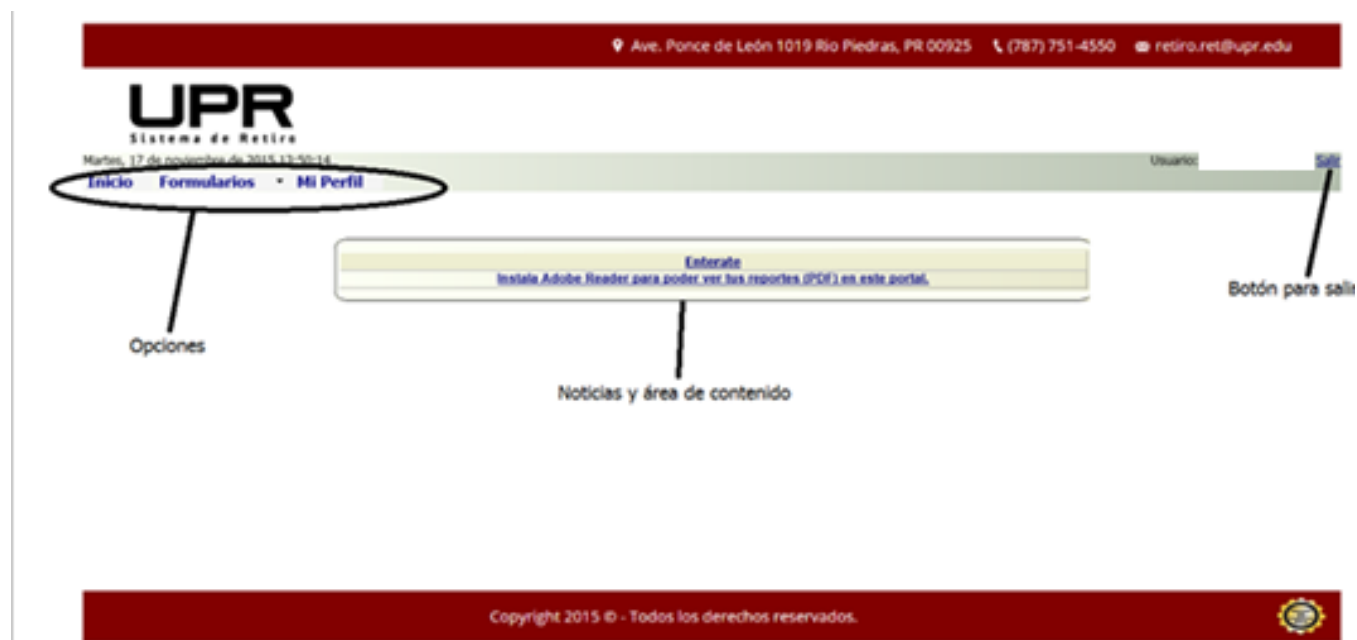 Ave. Ponce de León 1019 Rio Piedras, PR 00925 (787) 751-4550 retiro.ret@upr.edu
UPR
Sistema de Retiro
Martes, 17 de noviembre de 2015 13:50:14
Usuario: Salir
Inicio Formularios Mi Perfil
Enterate
Instala Adobe Reader para poder ver tus reportes (PDF) en este portal.
Botón para salir
Opciones
Noticias y área de contenido
Copyright 2015 © - Todos los derechos reservados.